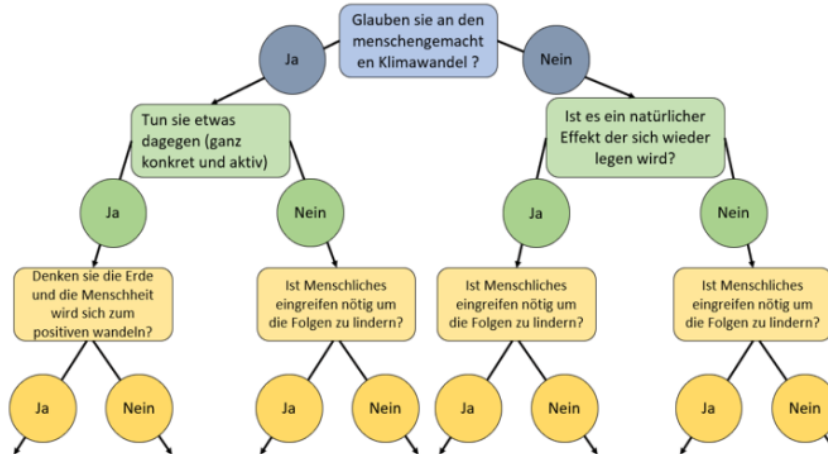 Glauben sie an den
menschengemacht
en Klimawandel ?
Ja
Nein
Tun sie etwas
dagegen (ganz
konkret und aktiv)
Ist es ein natürlicher
Effekt der sich wieder
legen wird?
Ja
Nein
Ja
Nein
Denken sie die Erde
und die Menschheit
wird sich zum
positiven wandeln?
Ist Menschliches
eingreifen nötig um
die Folgen zu lindern?
Ist Menschliches
eingreifen nötig um
die Folgen zu lindern?
Ist Menschliches
eingreifen nötig um
die Folgen zu lindern?
Ja
Nein
Ja
Nein
Ja
Nein
Ja
Nein